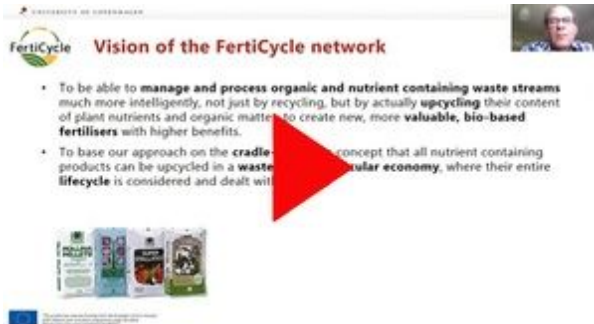 UNIVERSITY OF COPENHAGEN
FertiCycle
Vision of the FertiCycle network
• To be able to manage and process organic and nutrient containing waste streams
much more intelligently, not just by recycling, but by actually upcycling their content
of plant nutrients and organic matter to create new, more valuable, bio-based
fertilisers with higher benefits.
• To base our approach on the cradle- concept that all nutrient containing
products can be upcycled in a waste cular economy, where their entire
lifecycle is considered and dealt wit